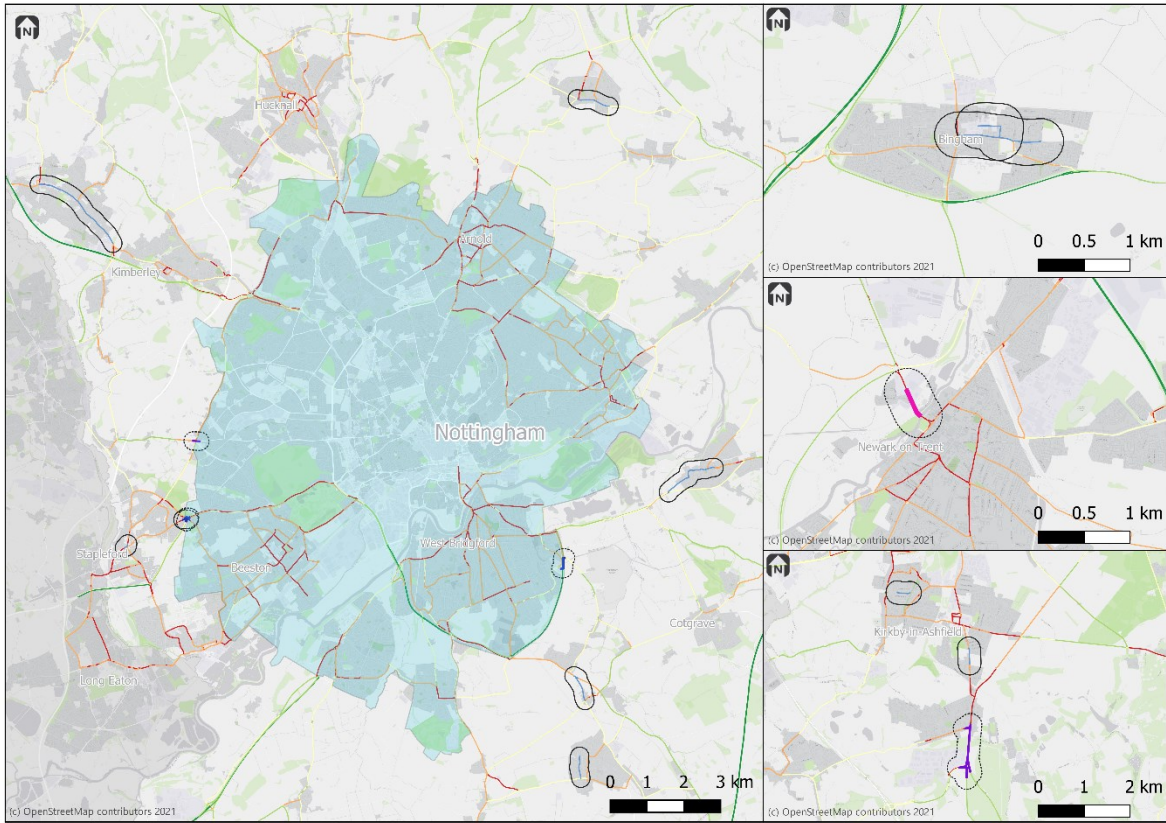 N
Hucknall
Kimberley
Arnold
Nottingham
Stapleford
Beeston
West Bridgford
Cotgrave
Long Eaton
0 1 2 3 km
(c) OpenStreetMap contributors 2021
N
Bingham
0 0.5 1 km
(c) OpenStreetMap contributors 2021
N
Newark on Trent
0 0.5 1 km
(c) OpenStreetMap contributors 2021
N
Kirkby in Ashfield
0 1 2 km
(c) OpenStreetMap contributors 2021